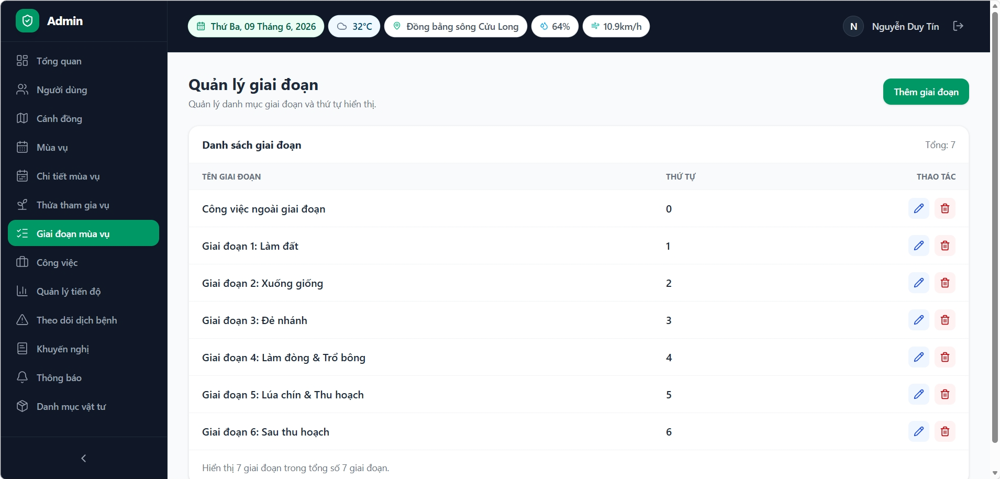 Admin
Thứ Ba, 09 Tháng 6, 2026
32°C
Đồng bằng sông Cửu Long
64%
10.9km/h
N
Nguyễn Duy Tín
Tổng quan
Người dùng
Cánh đồng
Mùa vụ
Chi tiết mùa vụ
Thửa tham gia vụ
Giai đoạn mùa vụ
Công việc
Quản lý tiến độ
Theo dõi dịch bệnh
Khuyến nghị
Thông báo
Danh mục vật tư
Quản lý giai đoạn
Quản lý danh mục giai đoạn và thứ tự hiển thị.
Thêm giai đoạn
Danh sách giai đoạn
Tổng: 7
TÊN GIAI ĐOẠN THỨ TỰ THAO TÁC
Công việc ngoài giai đoạn 0
Giai đoạn 1: Làm đất 1
Giai đoạn 2: Xuống giống 2
Giai đoạn 3: Đẻ nhánh 3
Giai đoạn 4: Làm đòng & Trổ bông 4
Giai đoạn 5: Lúa chín & Thu hoạch 5
Giai đoạn 6: Sau thu hoạch 6
Hiển thị 7 giai đoạn trong tổng số 7 giai đoạn.